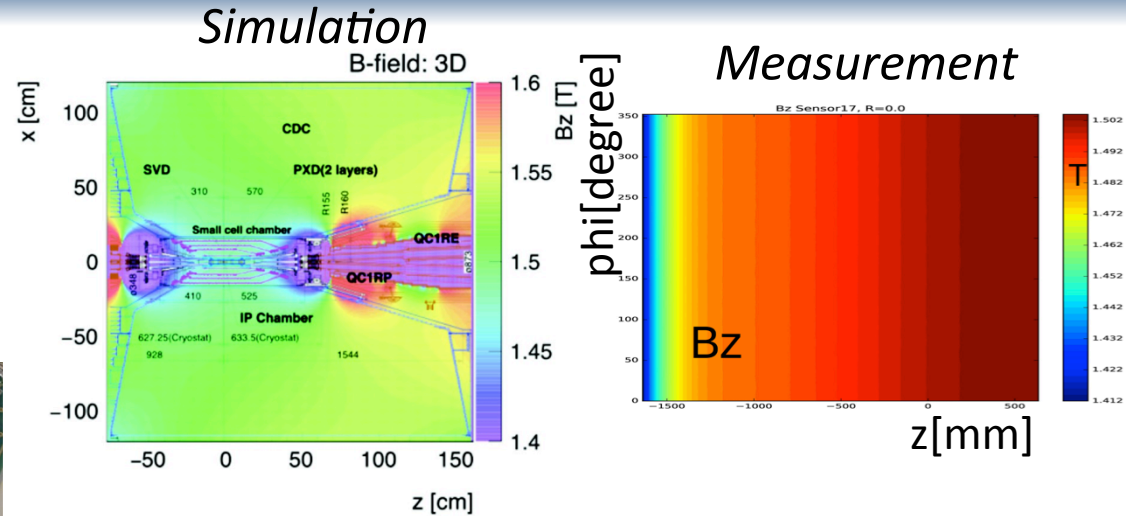 Simulation
B-field: 3D
x [cm]
100
50
0
−50
−100
CDC
SVD
PXD(2 layers)
310
570
R155
R160
Small cell chamber
QC1RE
QC1RP
ø348
410
525
IP Chamber
627 25(Cryostat)
633.5(Cryostat)
928
1544
−50
0
50
100
150
z [cm]
1.6
1.55
1.5
1.45
1.4
Bz [T]
Measurement
Bz Sensor17, R=0.0
phi[degree]
350
300
250
200
150
100
50
0
Bz
−1500
−1000
−500
0
500
z[mm]
T
1.502
1.492
1.482
1.472
1.462
1.452
1.442
1.432
1.422
1.412